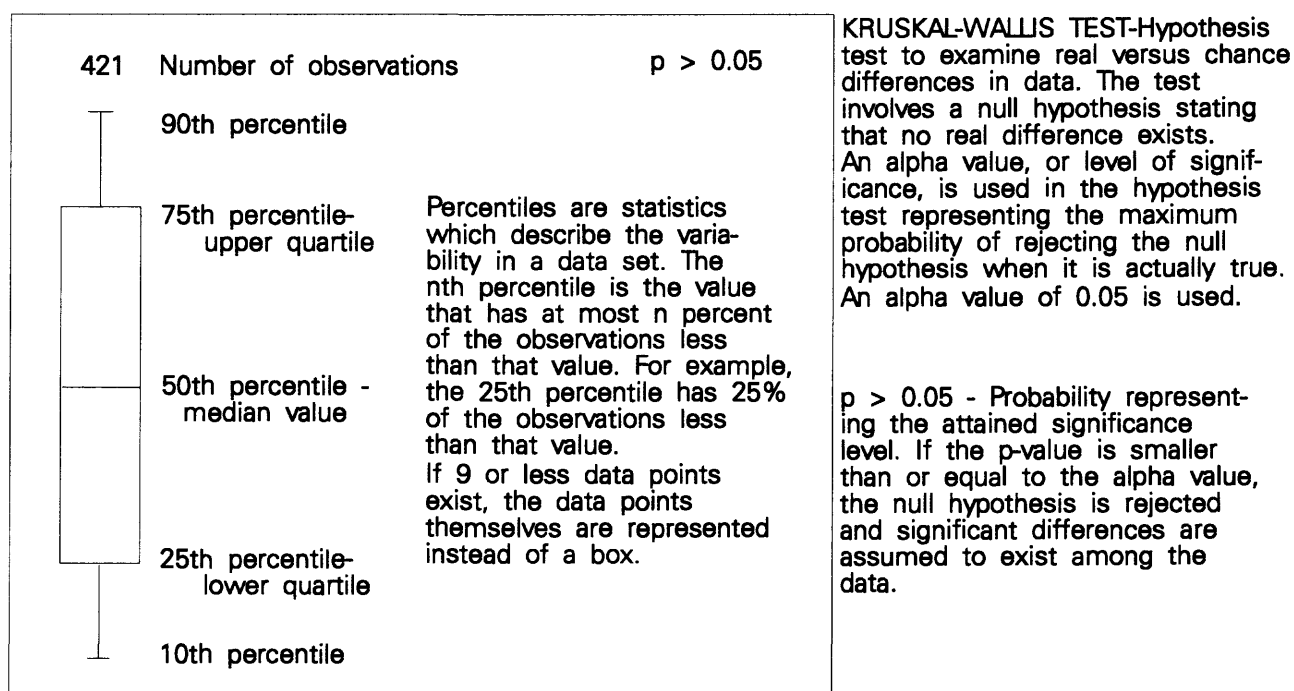 421 Number of observations p > 0.05
90th percentile
75th percentile-
upper quartile
50th percentile -
median value
25th percentile-
lower quartile
10th percentile
Percentiles are statistics
which describe the varia-
bility in a data set. The
nth percentile is the value
that has at most n percent
of the observations less
than that value. For example,
the 25th percentile has 25%
of the observations less
than that value.
If 9 or less data points
exist, the data points
themselves are represented
instead of a box.
KRUSKAL-WALLIS TEST-Hypothesis
test to examine real versus chance
differences in data. The test
involves a null hypothesis stating
that no real difference exists.
An alpha value, or level of signif-
icance, is used in the hypothesis
test representing the maximum
probability of rejecting the null
hypothesis when it is actually true.
An alpha value of 0.05 is used.
p > 0.05 - Probability represent-
ing the attained significance
level. If the p-value is smaller
than or equal to the alpha value,
the null hypothesis is rejected
and significant differences are
assumed to exist among the
data.